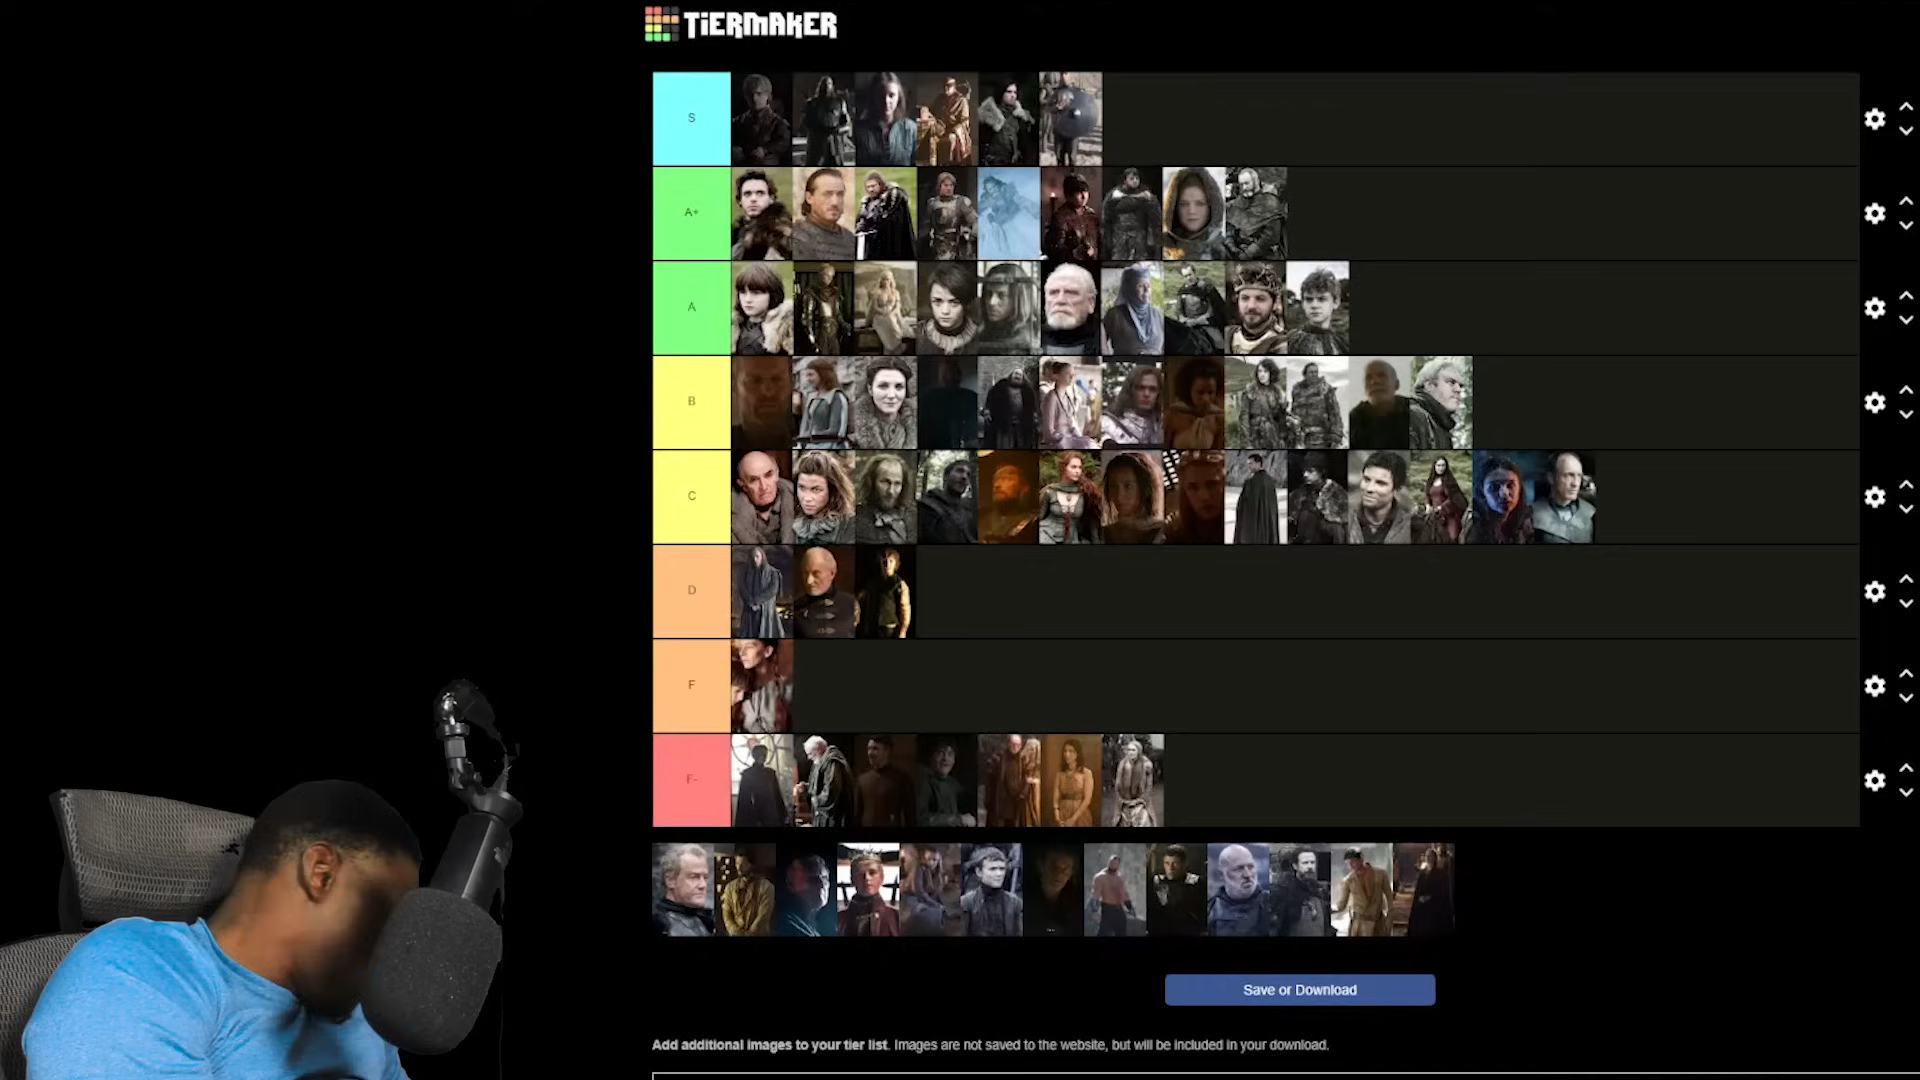 TiERMAKER
S
A+
A
B
C
D
F
F-
Save or Download
Add additional images to your tier list. Images are not saved to the website, but will be included in your download.